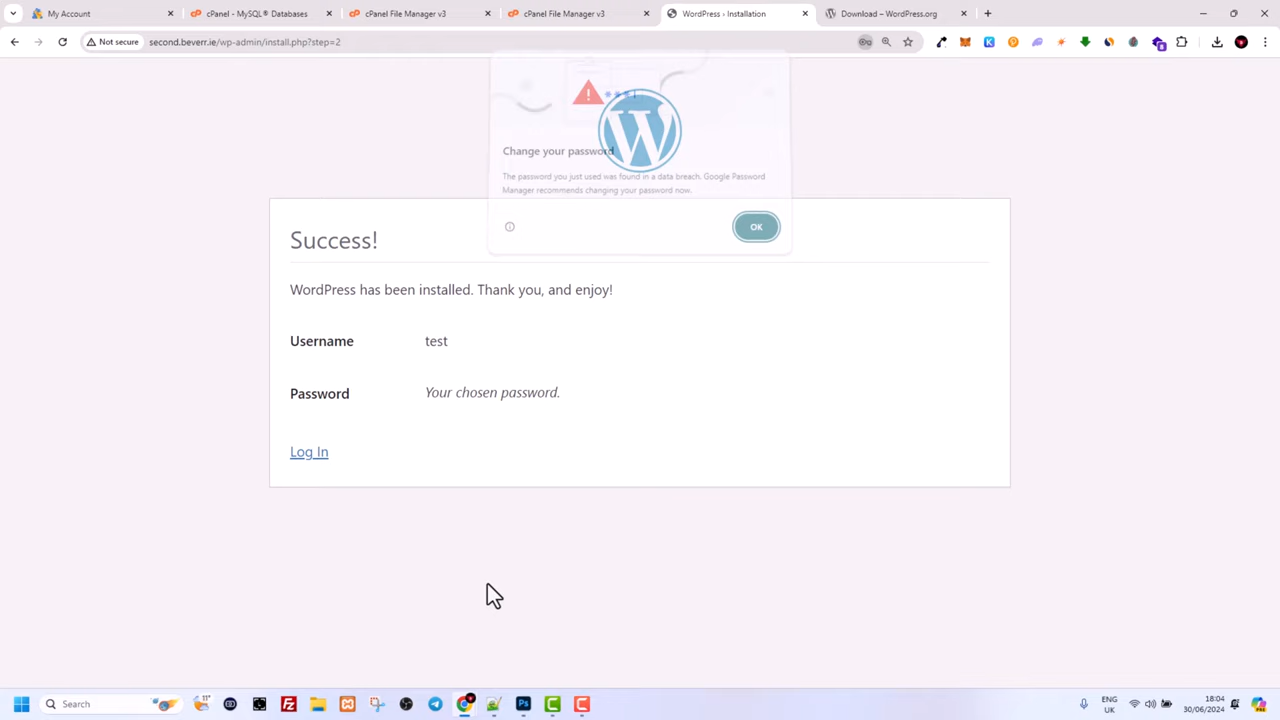 My Account
cPanel - MySQL® Databases
cPanel File Manager v3
cPanel File Manager v3
WordPress › Installation
Download – WordPress.org
Not secure
second.beverr.ie/wp-admin/install.php?step=2
Change your password
The password you just used was found in a data breach. Google Password
Manager recommends changing your password now.
OK
Success!
WordPress has been installed. Thank you, and enjoy!
Username
test
Password
Your chosen password.
Log In
Search
11°
ENG
UK
18:04
30/06/2024